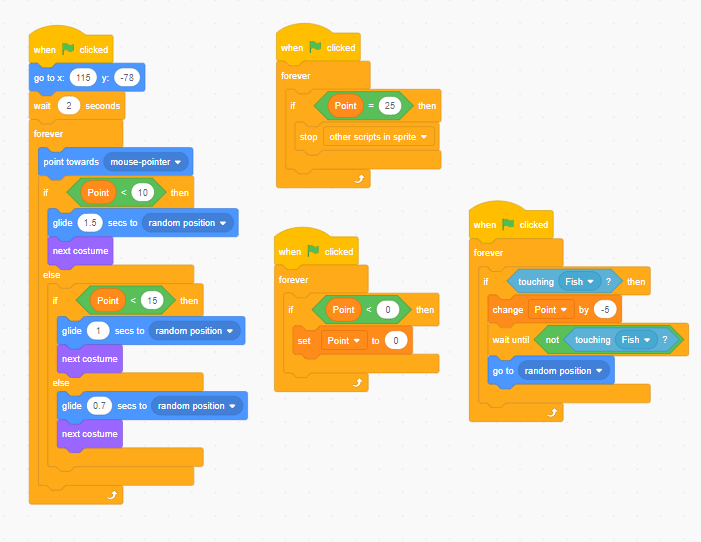 when clicked
go to x: 115 y: -78
wait 2 seconds
forever
point towards mouse-pointer
if Point < 10 then
glide 1.5 secs to random position
next costume
else
if Point < 15 then
glide 1 secs to random position
next costume
else
glide 0.7 secs to random position
next costume
when clicked
forever
if Point = 25 then
stop other scripts in sprite
when clicked
forever
if Point < 0 then
set Point to 0
when clicked
forever
if touching Fish ? then
change Point by -5
wait until not touching Fish ?
go to random position